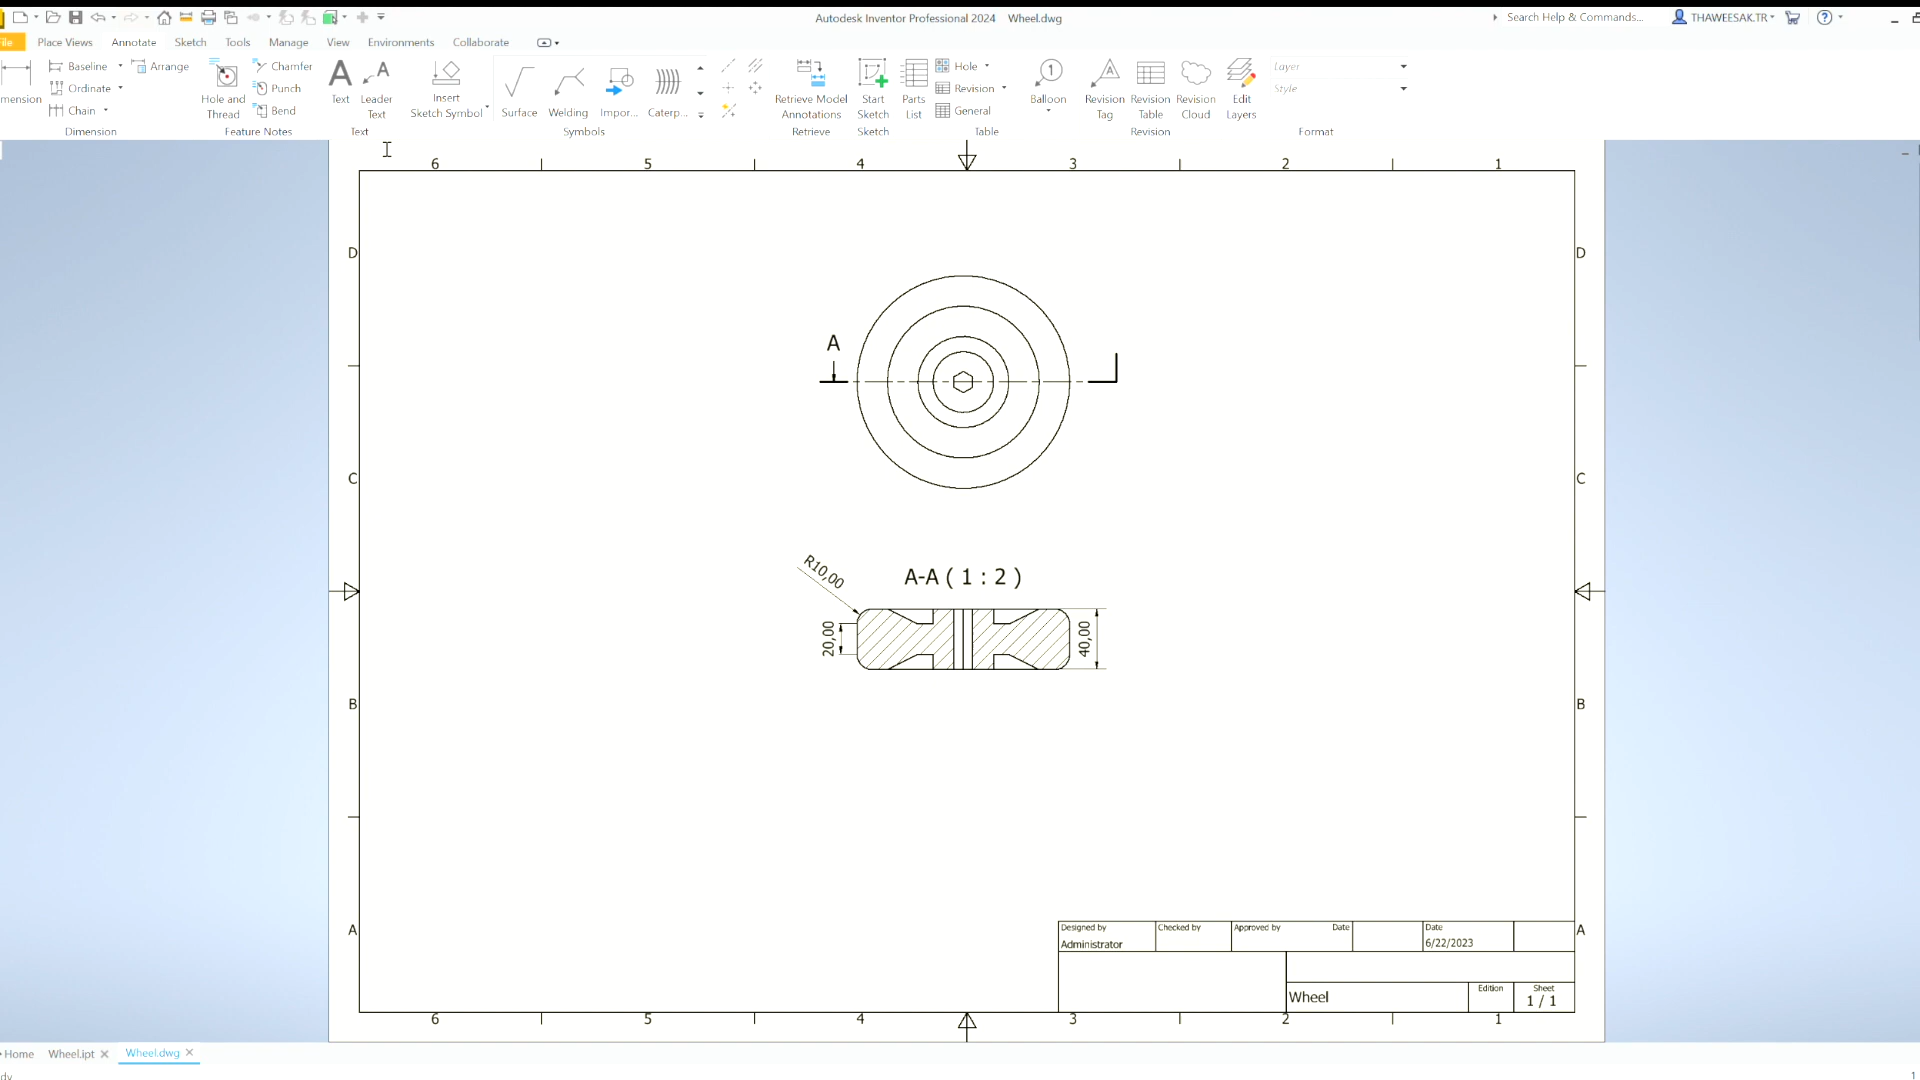 Autodesk Inventor Professional 2024 Wheel.dwg
Search Help & Commands...
THAWEESAK.TR
Place Views Annotate Sketch Tools Manage View Environments Collaborate
Baseline Arrange
Ordinate
Chain
Dimension
Hole and Thread
Chamfer
Punch
Bend
Feature Notes
Text
Leader Text
Text
Insert Sketch Symbol
Surface Welding Impor... Caterp...
Symbols
Retrieve Model Annotations
Retrieve
Start Sketch
Sketch
Parts List
Hole
Revision
General
Table
Balloon
Revision Tag
Revision Table
Revision Cloud
Revision
Edit Layers
Layer
Style
Format
6 5 4 3 2 1
D D
A
C C
R10,00
A-A ( 1 : 2 )
20,00
40,00
B B
A A
Designed by
Administrator
Checked by
Approved by
Date
Date
6/22/2023
Wheel
Edition
Sheet
1 / 1
6 5 4 3 2 1
Home Wheel.ipt Wheel.dwg
1